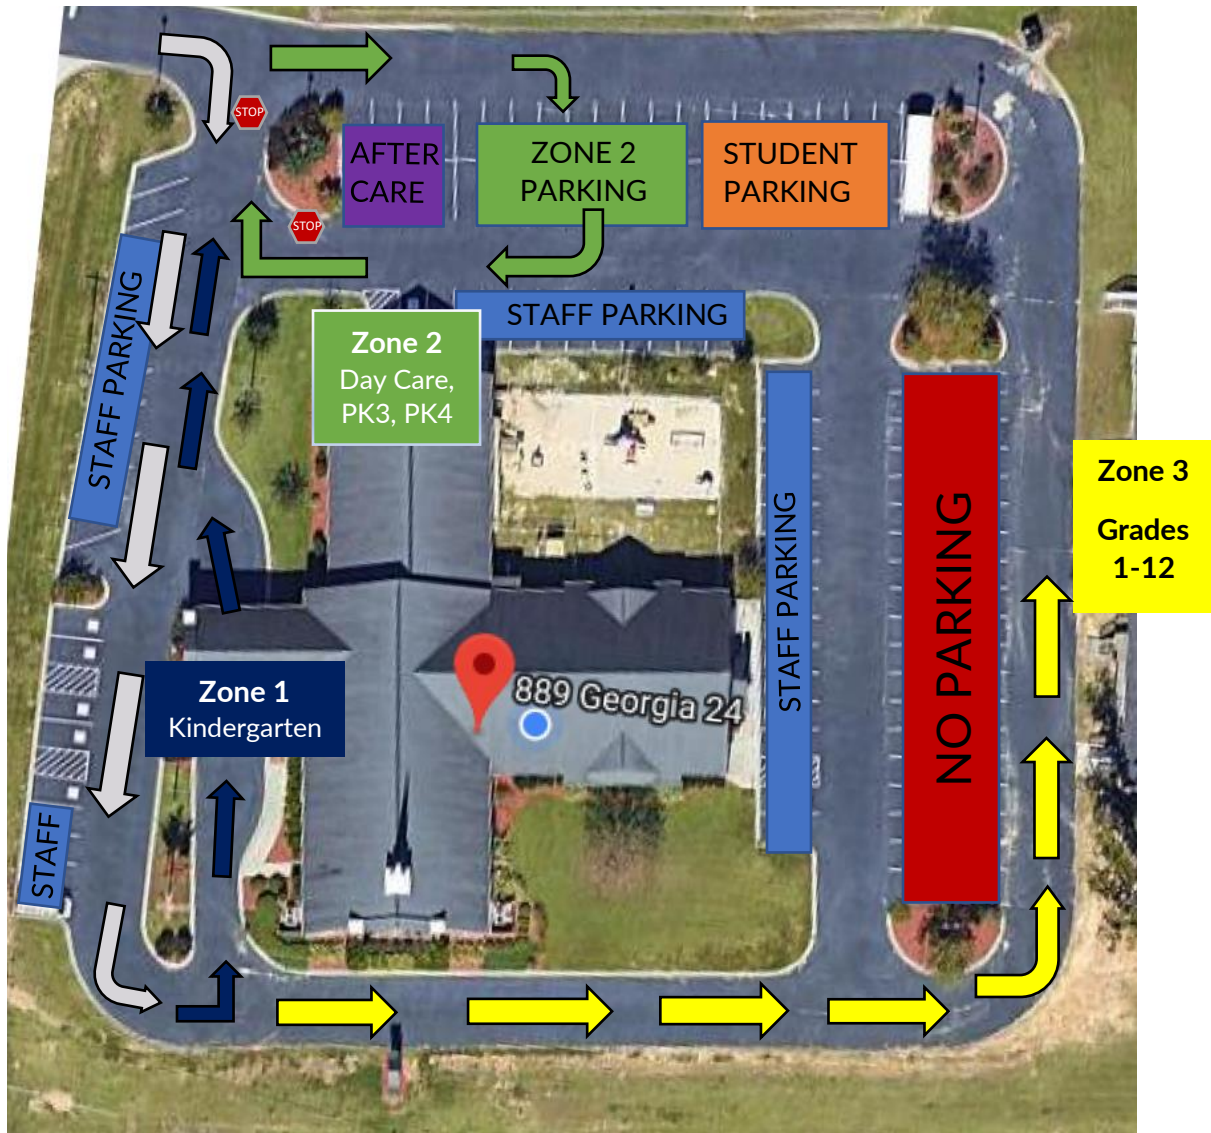 STOP
AFTER
CARE
ZONE 2
PARKING
STUDENT
PARKING
STOP
STAFF PARKING
STAFF PARKING
Zone 2
Day Care,
PK3, PK4
Zone 3
Grades
1-12
STAFF PARKING
NO PARKING
Zone 1
Kindergarten
889 Georgia 24
STAFF